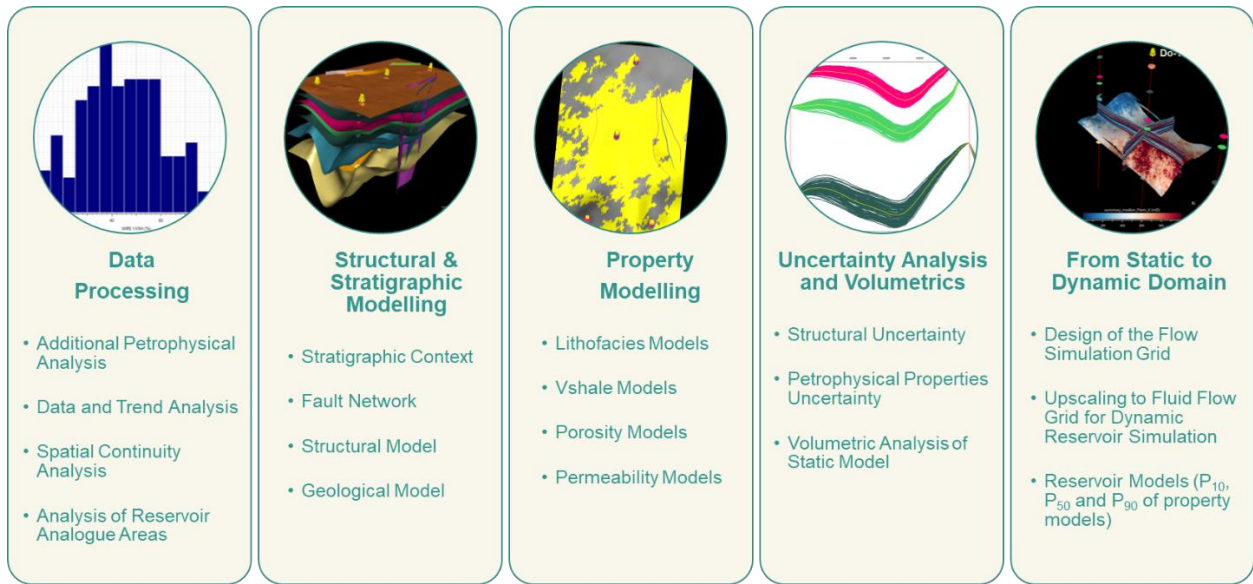 Data
Processing
• Additional Petrophysical
Analysis
• Data and Trend Analysis
• Spatial Continuity
Analysis
• Analysis of Reservoir
Analogue Areas
Structural &
Stratigraphic
Modelling
• Stratigraphic Context
• Fault Network
• Structural Model
• Geological Model
Property
Modelling
• Lithofacies Models
• Vshale Models
• Porosity Models
• Permeability Models
Uncertainty Analysis
and Volumetrics
• Structural Uncertainty
• Petrophysical Properties
Uncertainty
• Volumetric Analysis of
Static Model
Do-
From Static to
Dynamic Domain
• Design of the Flow
Simulation Grid
• Upscaling to Fluid Flow
Grid for Dynamic
Reservoir Simulation
• Reservoir Models (P10,
P50 and P90 of property
models)